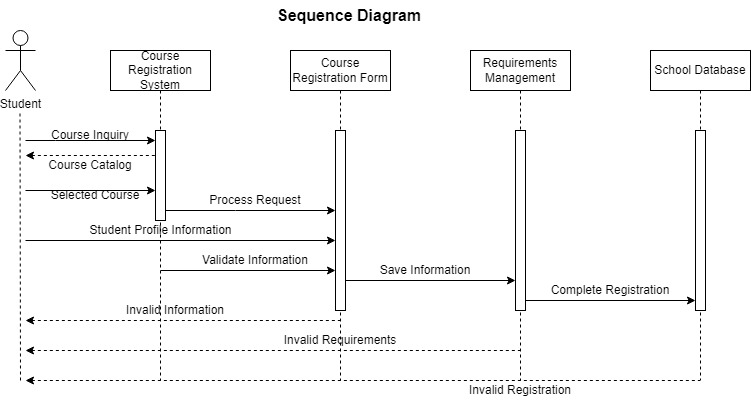 Sequence Diagram
Student
Course
Registration
System
Course
Registration Form
Requirements
Management
School Database
Course Inquiry
Course Catalog
Selected Course
Process Request
Student Profile Information
Validate Information
Save Information
Complete Registration
Invalid Information
Invalid Requirements
Invalid Registration